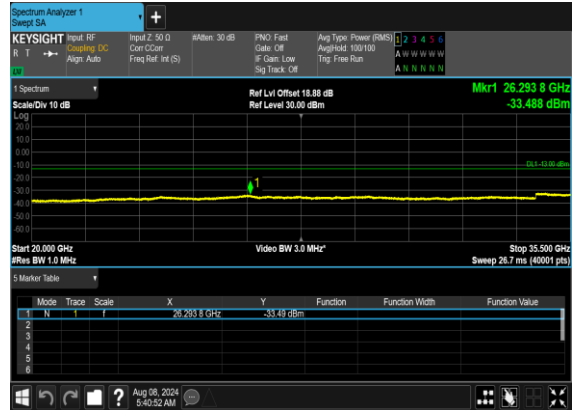 Spectrum Analyzer 1
Swept SA
+
KEYSIGHT
R T
Input: RF
Coupling: DC
Align: Auto
Input Z: 50 Ω
Corr CCorr
Freq Ref: Int (S)
#Atten: 30 dB
PNO: Fast
Gate: Off
IF Gain: Low
Sig Track: Off
Avg Type: Power (RMS)
Avg|Hold: 100/100
Trig: Free Run
1 2 3 4 5 6
A W W W W W
A N N N N N
1 Spectrum
Scale/Div 10 dB
Ref Lvl Offset 18.88 dB
Ref Level 30.00 dBm
Mkr1 26.293 8 GHz
-33.488 dBm
Log
20.0
10.0
0.00
-10.0
-20.0
-30.0
-40.0
-50.0
-60.0
DL1 -13.00 dBm
1
Start 20.000 GHz
#Res BW 1.0 MHz
Video BW 3.0 MHz*
Stop 35.500 GHz
Sweep 26.7 ms (40001 pts)
5 Marker Table
Mode Trace Scale X Y Function Function Width Function Value
1 N 1 f 26.293 8 GHz -33.49 dBm
2
3
4
5
6
?
Aug 08, 2024
5:40:52 AM